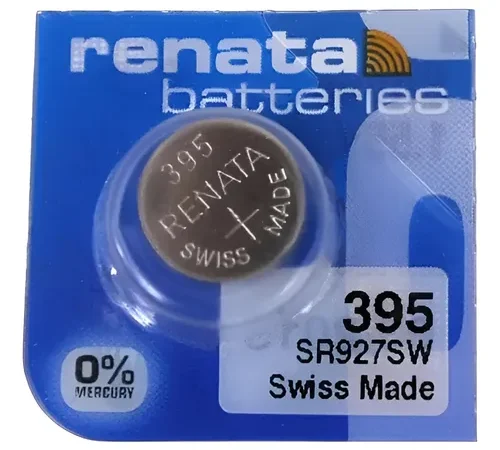 renata
batteries
395
RENATA
+
SWISS MADE
395
SR927SW
Swiss Made
0%
MERCURY